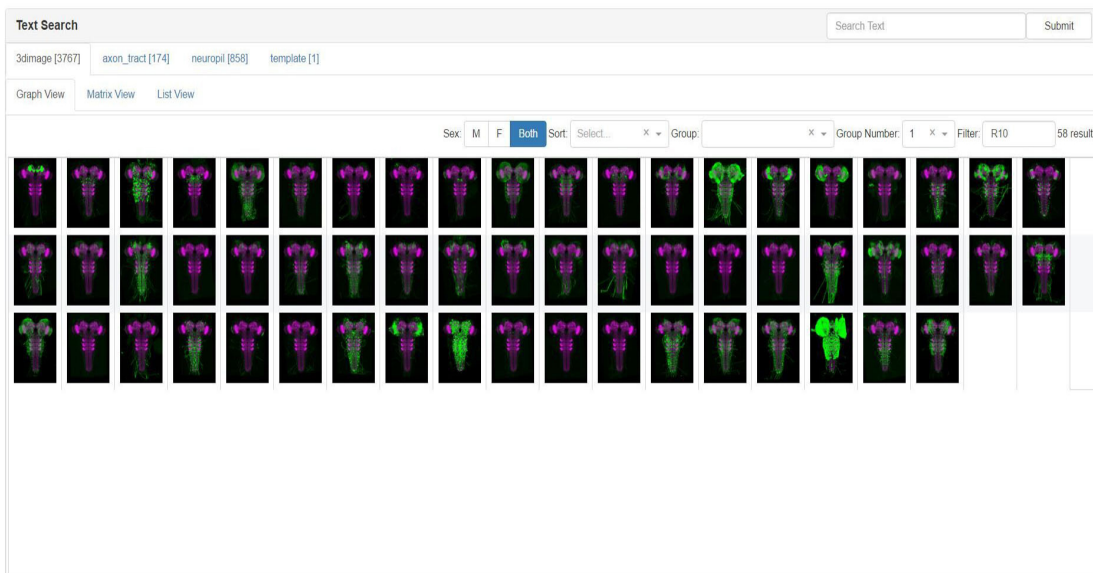 Text Search Search Text Submit
3dimage [3767] axon_tract [174] neuropil [858] template [1]
Graph View Matrix View List View
Sex: M F Both Sort: Select... × Group: × Group Number: 1 × Filter: R10 58 result